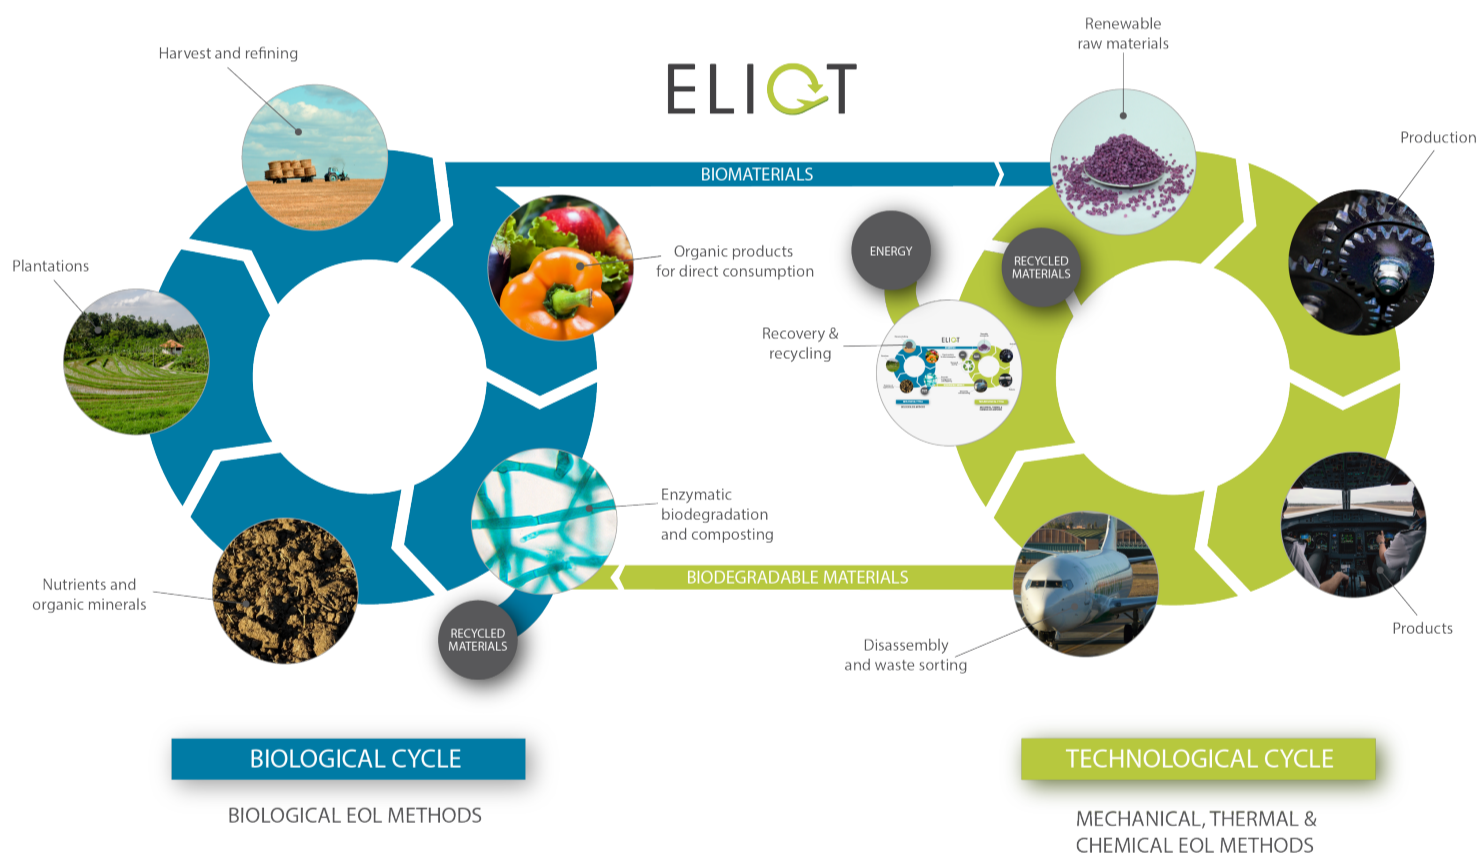 Harvest and refining
ELIOT
Renewable
raw materials
Production
BIOMATERIALS
Organic products
for direct consumption
ENERGY
RECYCLED
MATERIALS
Plantations
Recovery &
recycling
Enzymatic
biodegradation
and composting
Nutrients and
organic minerals
BIODEGRADABLE MATERIALS
RECYCLED
MATERIALS
Disassembly
and waste sorting
Products
BIOLOGICAL CYCLE
BIOLOGICAL EOL METHODS
TECHNOLOGICAL CYCLE
MECHANICAL, THERMAL &
CHEMICAL EOL METHODS
ELIOT